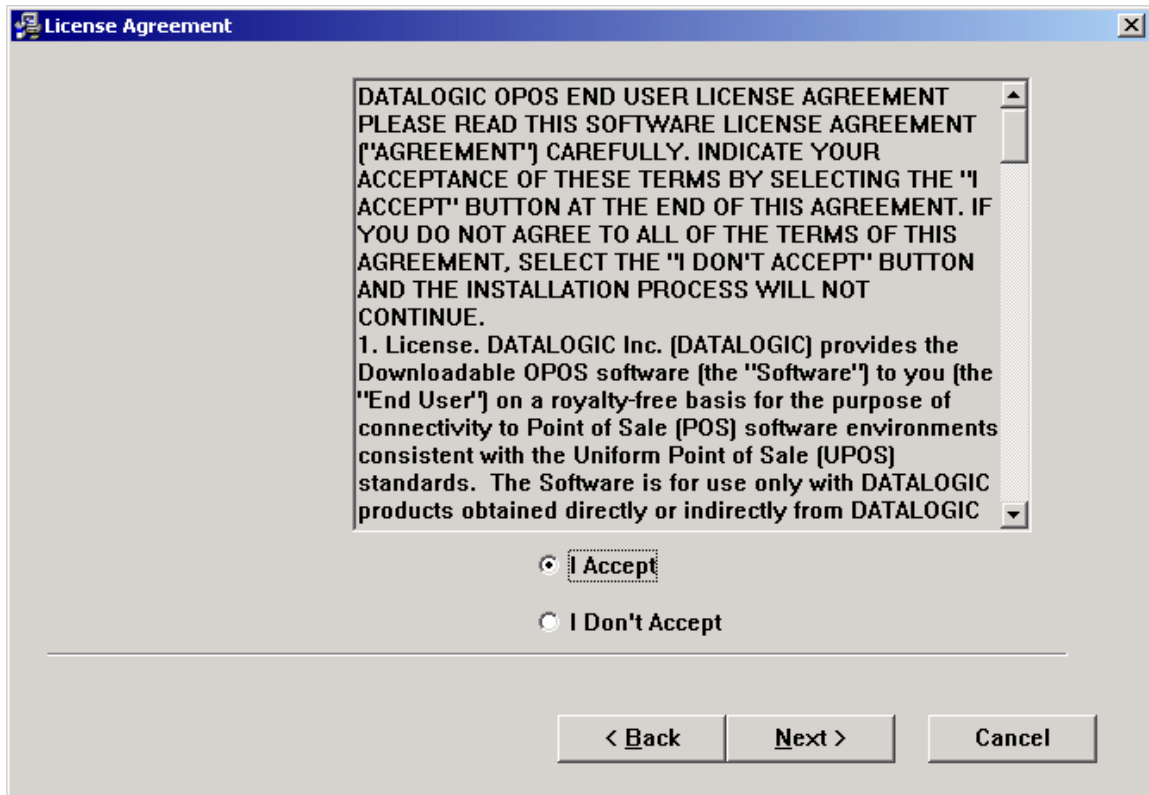 License Agreement
DATALOGIC OPOS END USER LICENSE AGREEMENT
PLEASE READ THIS SOFTWARE LICENSE AGREEMENT
("AGREEMENT") CAREFULLY. INDICATE YOUR
ACCEPTANCE OF THESE TERMS BY SELECTING THE "I
ACCEPT" BUTTON AT THE END OF THIS AGREEMENT. IF
YOU DO NOT AGREE TO ALL OF THE TERMS OF THIS
AGREEMENT, SELECT THE "I DON'T ACCEPT" BUTTON
AND THE INSTALLATION PROCESS WILL NOT
CONTINUE.
1. License. DATALOGIC Inc. (DATALOGIC) provides the
Downloadable OPOS software (the "Software") to you (the
"End User") on a royalty-free basis for the purpose of
connectivity to Point of Sale (POS) software environments
consistent with the Uniform Point of Sale (UPOS)
standards.  The Software is for use only with DATALOGIC
products obtained directly or indirectly from DATALOGIC
I Accept
I Don't Accept
< Back
Next >
Cancel